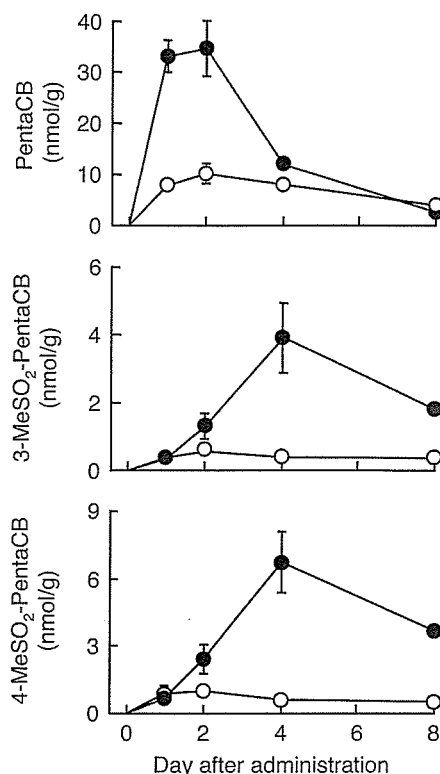 PentaCB
(nmol/g)
40
30
20
10
0
3-MeSO₂-PentaCB
(nmol/g)
6
4
2
0
4-MeSO₂-PentaCB
(nmol/g)
9
6
3
0
0 2 4 6 8
Day after administration